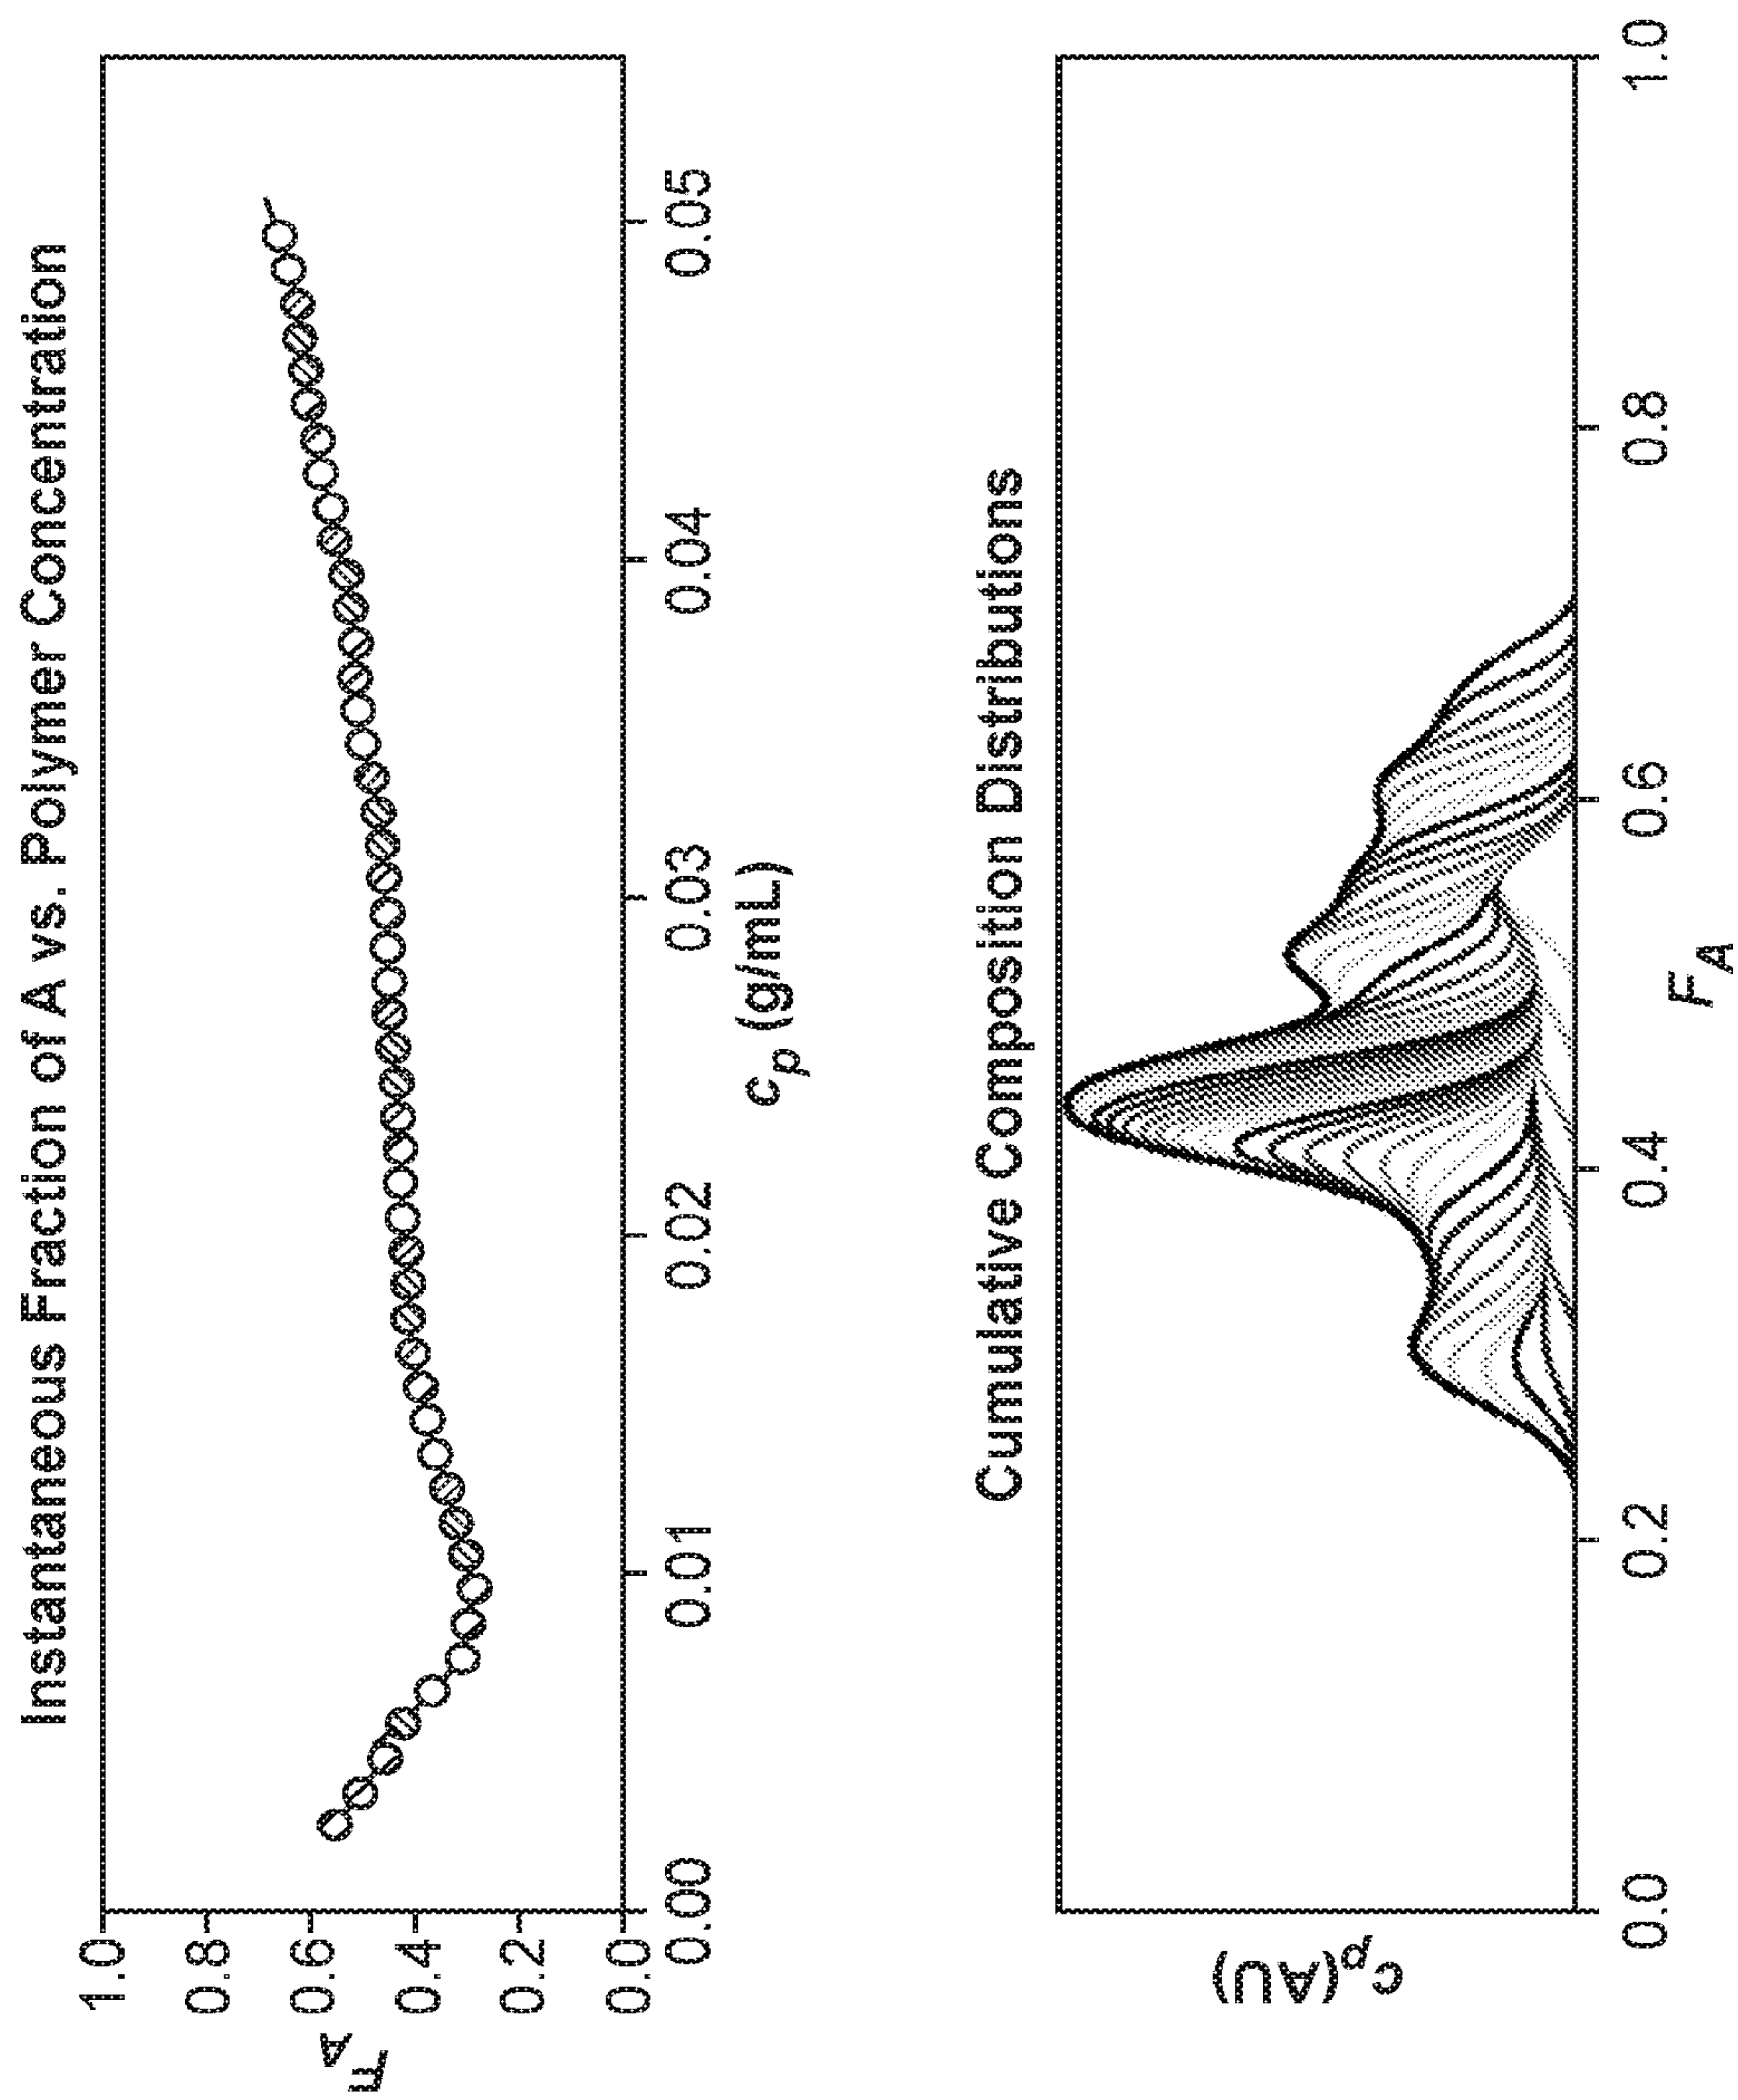 Instantaneous Fraction of A vs. Polymer Concentration
1.0
0.8
0.6
0.4
0.2
0.0
F_A
0.00 0.01 0.02 0.03 0.04 0.05
c_p (g/mL)
Cumulative Composition Distributions
c_p(AU)
0.0 0.2 0.4 0.6 0.8 1.0
F_A